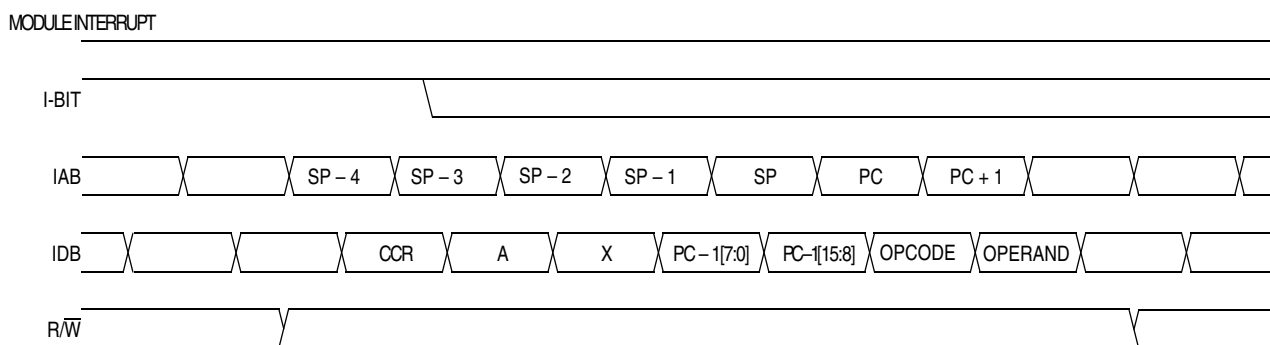 MODULE INTERRUPT
I-BIT
IAB SP – 4 SP – 3 SP – 2 SP – 1 SP PC PC + 1
IDB CCR A X PC – 1[7:0] PC–1[15:8] OPCODE OPERAND
R/W̅